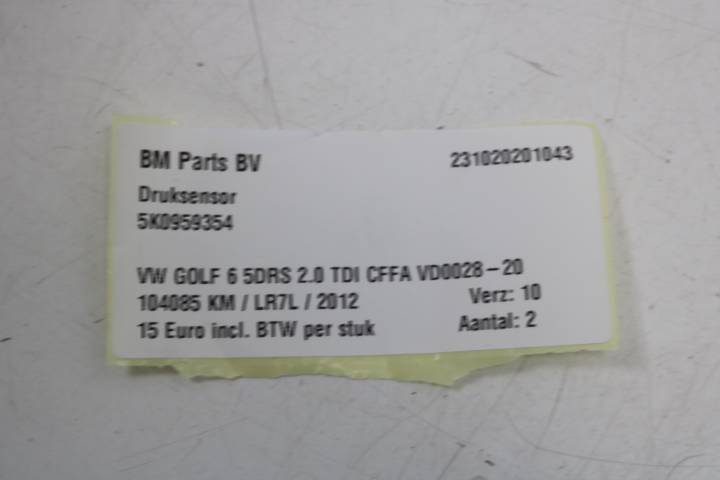 BM Parts BV 231020201043
Druksensor
5K0959354
VW GOLF 6 5DRS 2.0 TDI CFFA VD0028-20
104085 KM / LR7L / 2012 Verz: 10
15 Euro incl. BTW per stuk Aantal: 2